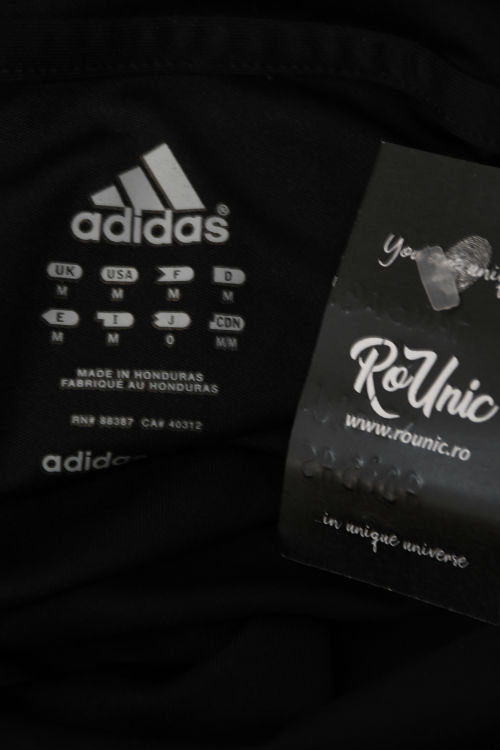 adidas®
UK USA F D
M M M M
E I J CDN
M M O M/M
MADE IN HONDURAS
FABRIQUÉ AU HONDURAS
RN# 88387 CA# 40312
adidas
You
RoUnic
www.rounic.ro
in unique universe